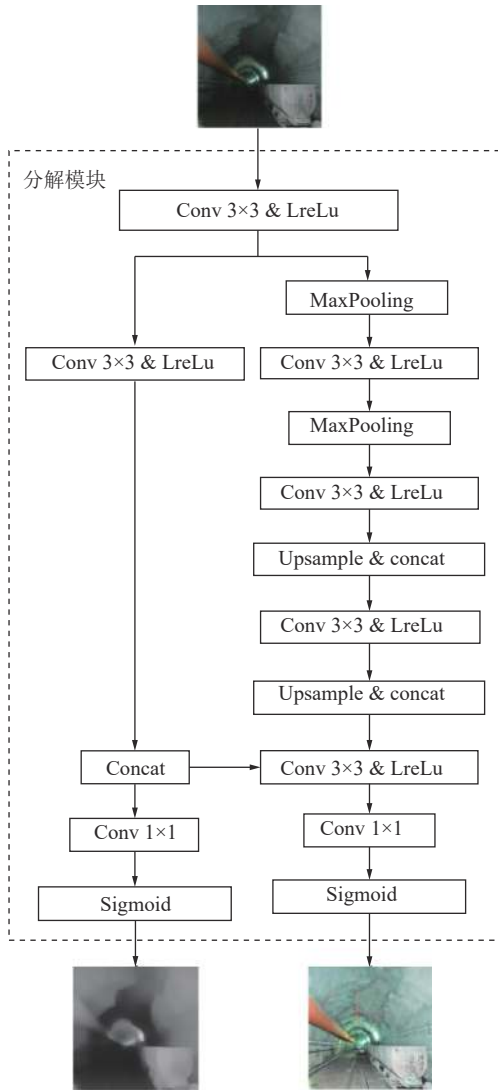 分解模块
Conv 3×3 & LreLu
MaxPooling
Conv 3×3 & LreLu
Conv 3×3 & LreLu
MaxPooling
Conv 3×3 & LreLu
Upsample & concat
Conv 3×3 & LreLu
Upsample & concat
Concat
Conv 3×3 & LreLu
Conv 1×1
Conv 1×1
Sigmoid
Sigmoid